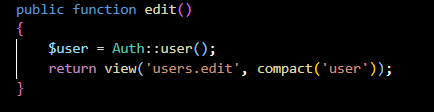 public function edit()
{
    $user = Auth::user();
    return view('users.edit', compact('user'));
}